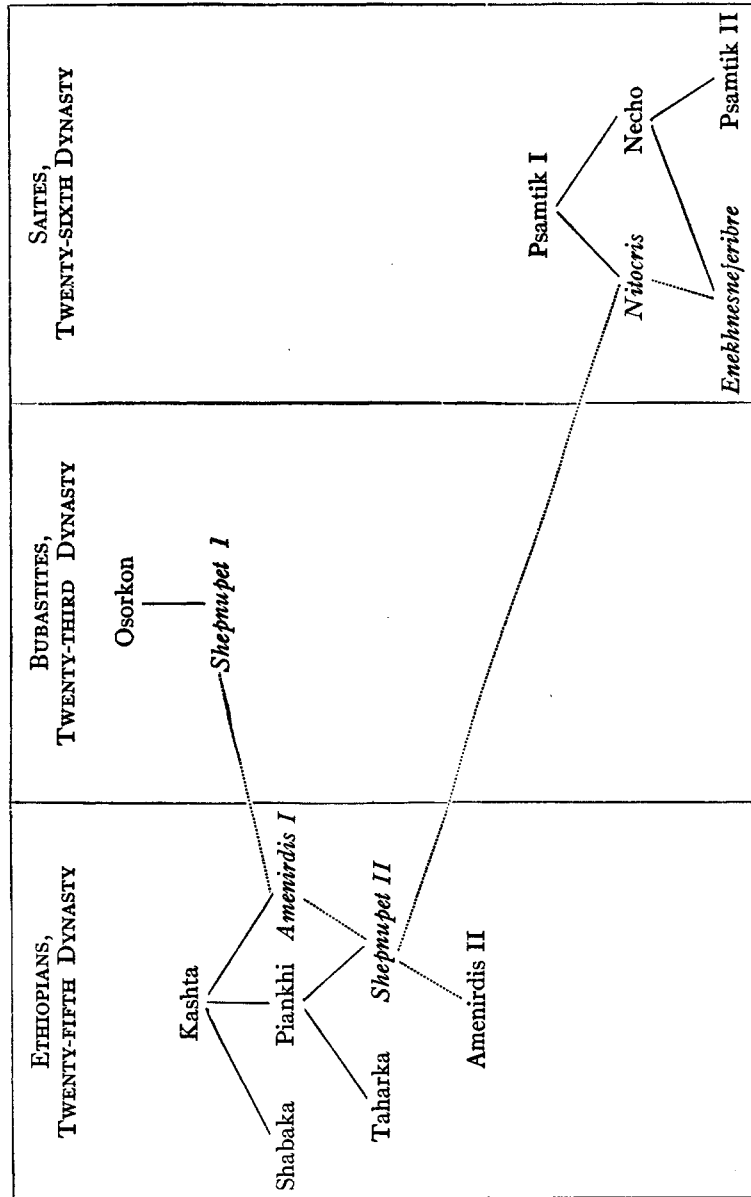 ETHIOPIANS,
TWENTY-FIFTH DYNASTY
Kashta
Shabaka
Piankhi
Amenirdis I
Taharka
Shepnupet II
Amenirdis II
BUBASTITES,
TWENTY-THIRD DYNASTY
Osorkon
Shepnupet I
SAITES,
TWENTY-SIXTH DYNASTY
Psamtik I
Nitocris
Necho
Enekhnesneferibre
Psamtik II